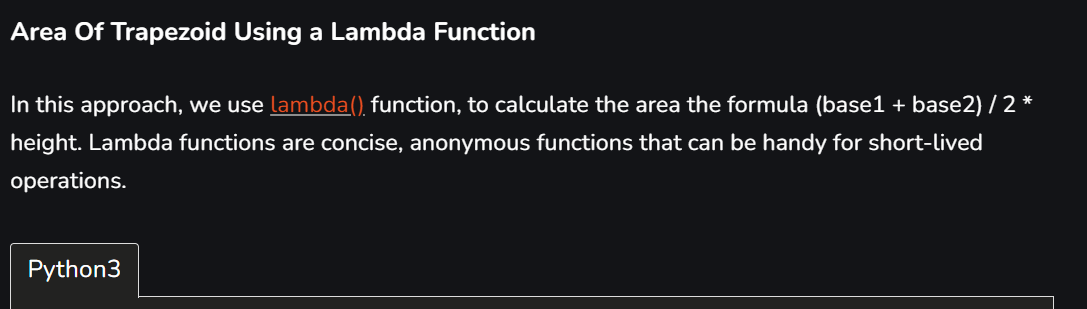 Area Of Trapezoid Using a Lambda Function
In this approach, we use lambda() function, to calculate the area the formula (base1 + base2) / 2 *
height. Lambda functions are concise, anonymous functions that can be handy for short-lived
operations.
Python3